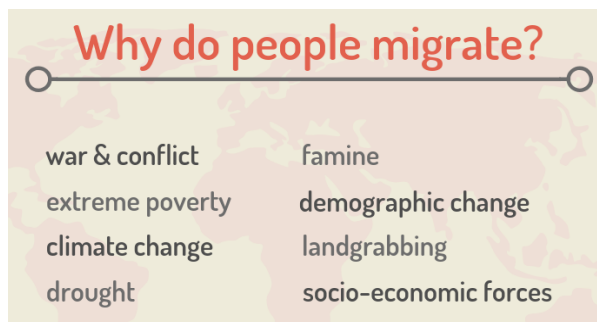 Why do people migrate?
war & conflict
extreme poverty
climate change
drought
famine
demographic change
landgrabbing
socio-economic forces